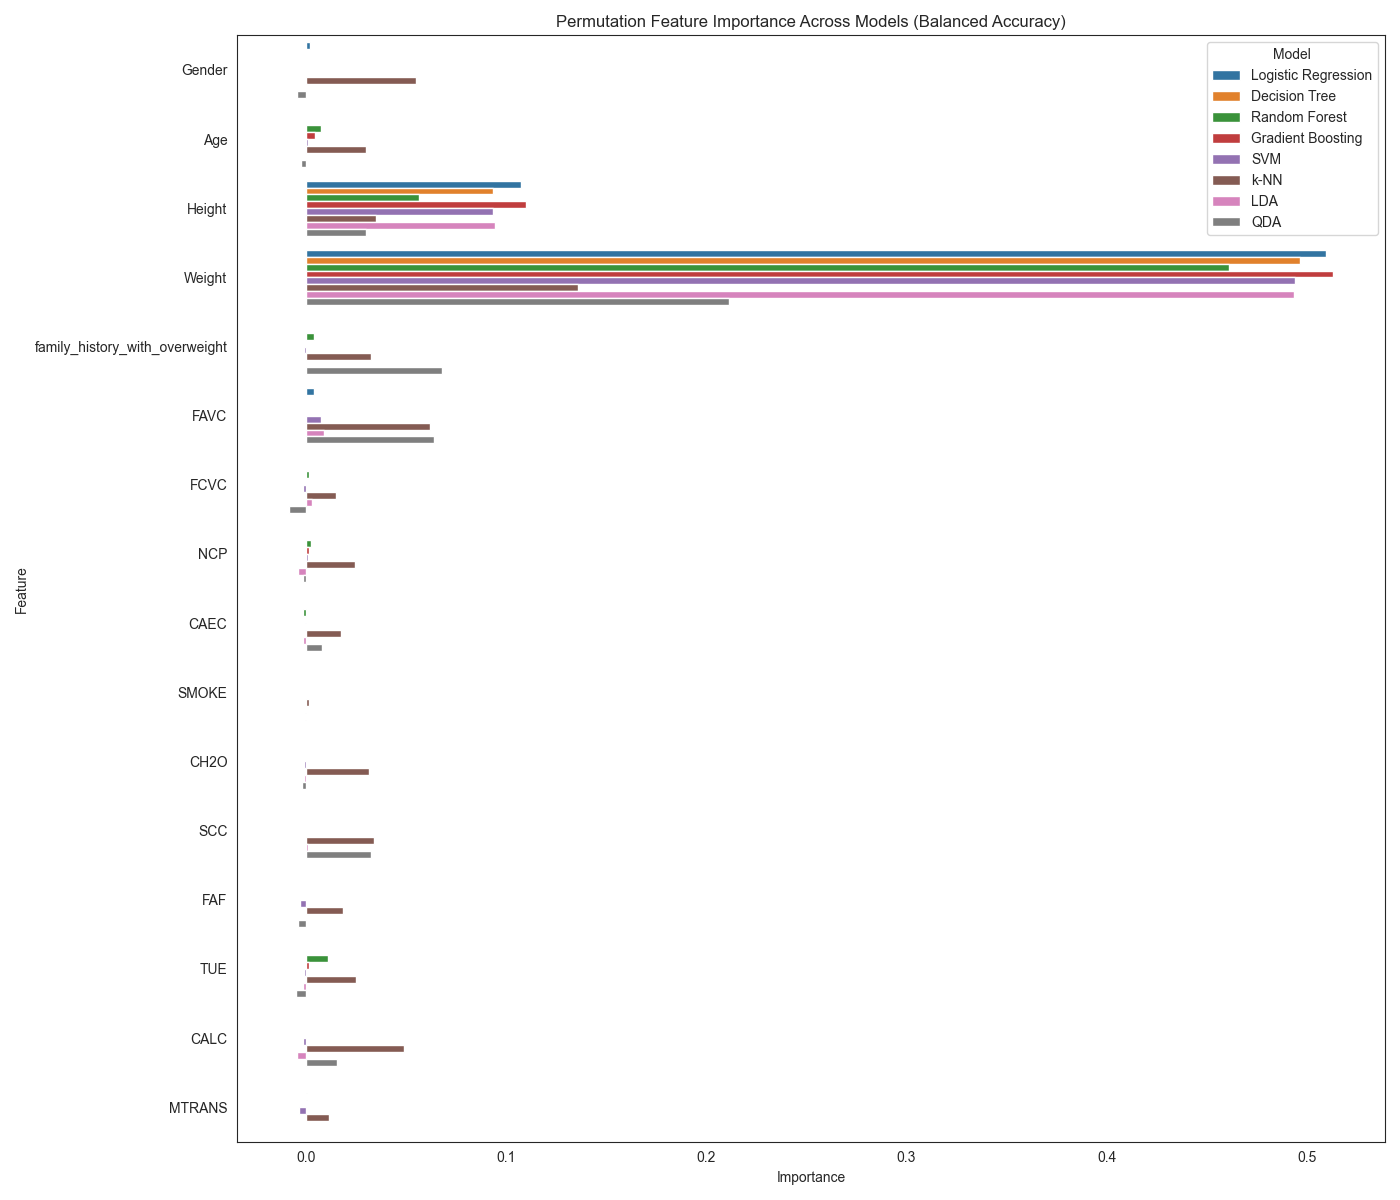 Permutation Feature Importance Across Models (Balanced Accuracy)
Model
Logistic Regression
Decision Tree
Random Forest
Gradient Boosting
SVM
k-NN
LDA
QDA
Feature
Gender
Age
Height
Weight
family_history_with_overweight
FAVC
FCVC
NCP
CAEC
SMOKE
CH2O
SCC
FAF
TUE
CALC
MTRANS
0.0 0.1 0.2 0.3 0.4 0.5
Importance